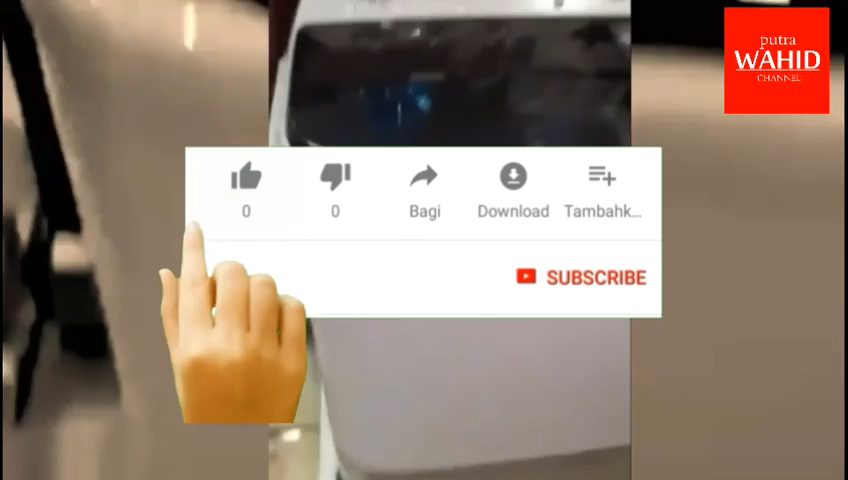 putra
WAHID
CHANNEL
0
0
Bagi
Download
Tambahk...
SUBSCRIBE